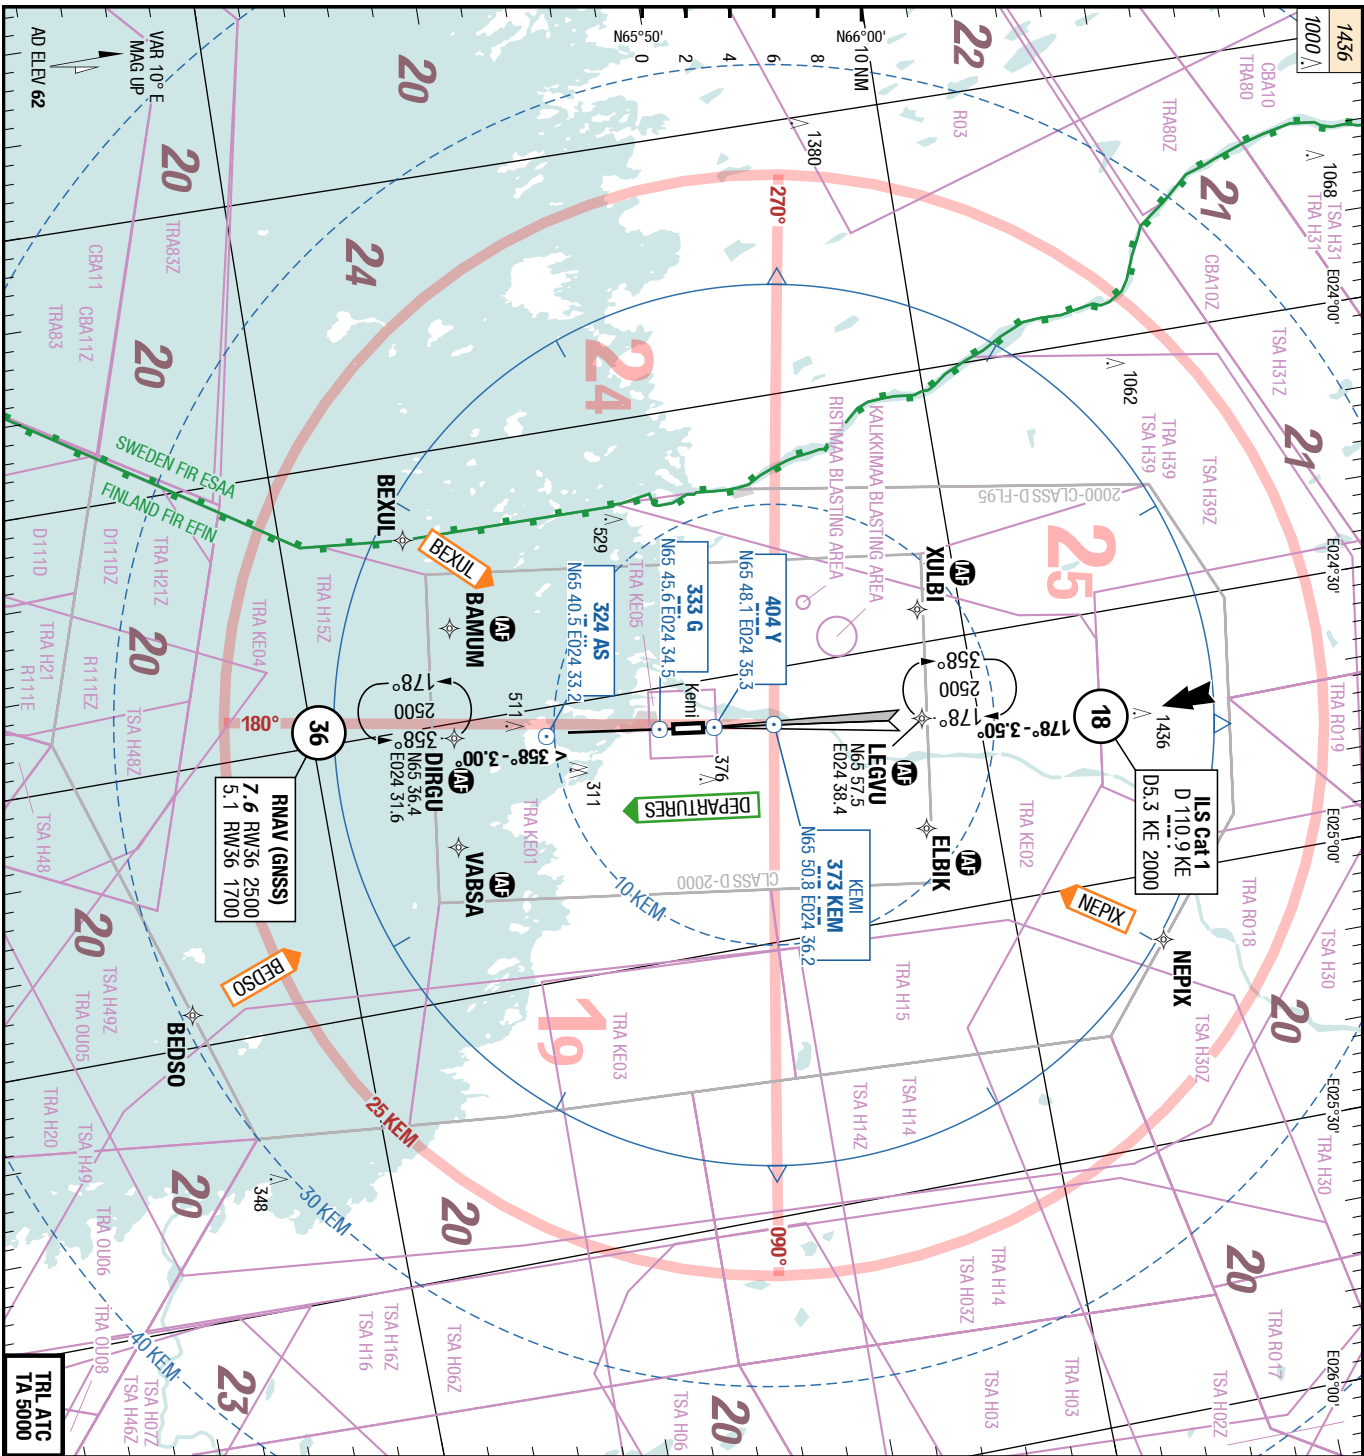 1436
1000
CBA10
TRA80
TRA80Z
22
R03
N66°00'
N65°50'
10 NM
8
6
4
2
0
20
VAR 10° E
MAG UP
AD ELEV 62
1068
TSA H31
TRA H31
21
CBA10Z
1380
270°
20
TRA83Z
24
CBA11
CBA11Z
TRA83
20
E024°00'
TSA H31Z
1062
21
TRA H39
TSA H39
TSA H39Z
24
SWEDEN FIR ESAA
FINLAND FIR EFIN
KALKKIMAA BLASTING AREA
RISTIMAA BLASTING AREA
2000-CLASS D-FL95
25
E024°30'
BEXUL
BEXUL
529
D111D
D111DZ
TRA H21Z
TRA H15Z
TRA KE04
TRA KE05
IAF
XULBI
IAF
BAMUM
404 Y
N65 48.1 E024 35.3
333 G
N65 45.6 E024 34.5
324 AS
N65 40.5 E024 33.2
TRA H21
R111E
R111EZ
20
TSA H48Z
TSA H48
358°
2500
178°
178°-3.50°
18
1436
TRA R019
Kemi
376
511
311
358°-3.00°
178°
2500
358°
180°
36
IAF
LEGVU
N65 57.5
E024 38.4
IAF
DIRGU
N65 36.4
E024 31.6
ILS Cat 1
D 110.9 KE
D5.3 KE 2000
E025°00'
DEPARTURES
RNAV (GNSS)
7.6 RW36 2500
5.1 RW36 1700
TRA KE02
TRA KE01
IAF
ELBIK
IAF
VABSA
KEMI
373 KEM
N65 50.8 E024 36.2
CLASS D-2000
10 KEM
NEPIX
NEPIX
TRA R018
TSA H30
20
TSA H30Z
TRA H15
19
TRA KE03
BEDSO
BEDSO
20
TSA H49Z
TRA OU05
25 KEM
TRA H20
TSA H49
TSA H14
TSA H14Z
E025°30'
TRA H30
20
348
30 KEM
20
090°
TRA H14
TSA H03Z
20
TRA R017
TRA OU06
TRA OU08
40 KEM
TSA H16Z
TSA H16
TSA H06Z
TSA H06
20
TSA H03
TRA H03
TSA H02Z
E026°00'
23
TSA H07Z
TSA H46Z
TRL ATC
TA 5000